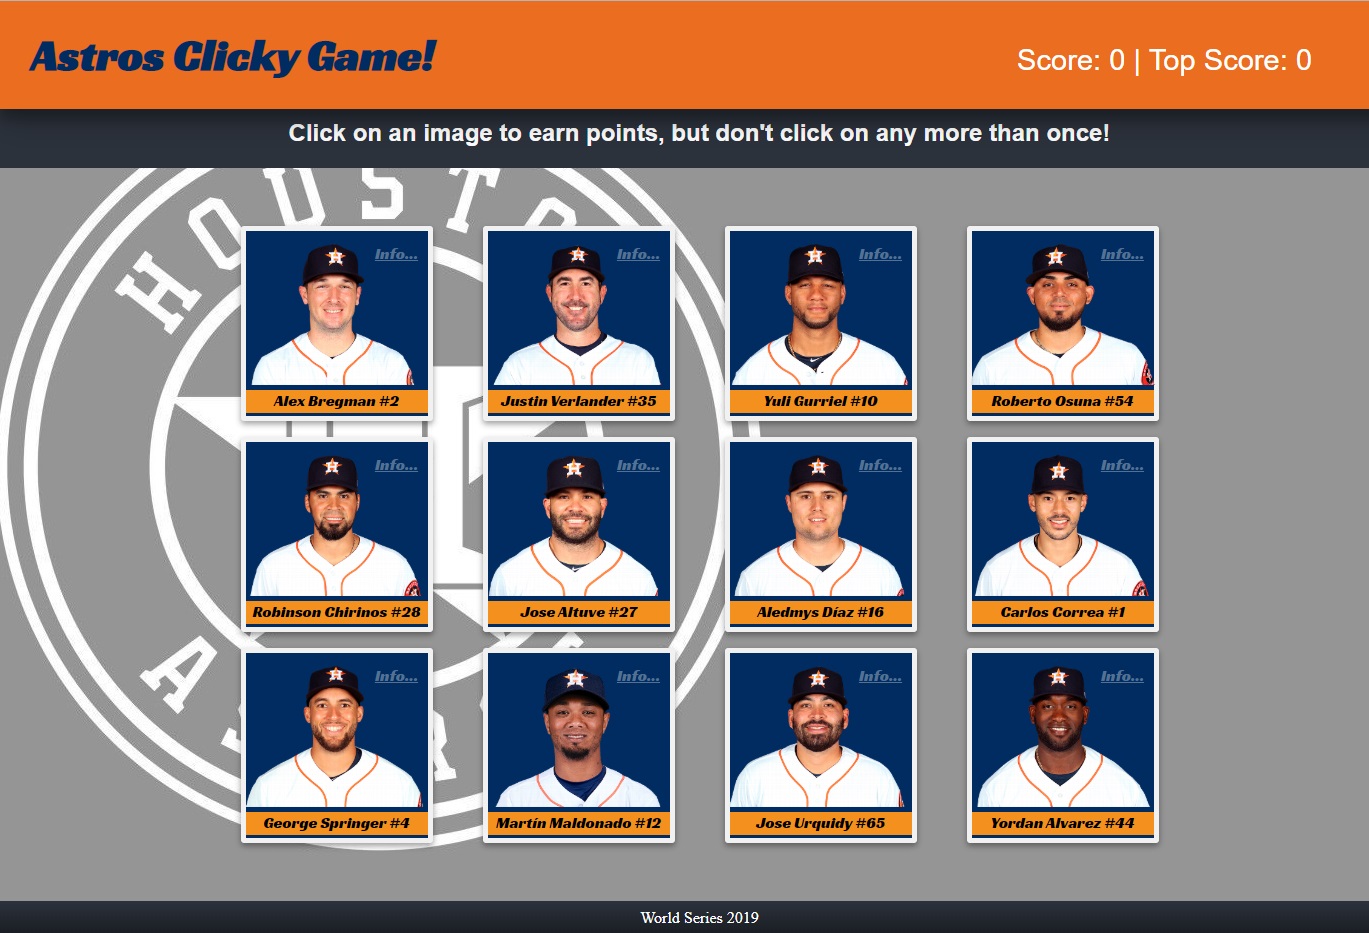 Astros Clicky Game!
Score: 0 | Top Score: 0
Click on an image to earn points, but don't click on any more than once!
HOUSTO
Info...
Info...
Info...
Info...
Alex Bregman #2
Justin Verlander #35
Yuli Gurriel #10
Roberto Osuna #54
Info...
Info...
Info...
Info...
Robinson Chirinos #28
Jose Altuve #27
Aledmys Díaz #16
Carlos Correa #1
Info...
Info...
Info...
Info...
George Springer #4
Martín Maldonado #12
Jose Urquidy #65
Yordan Alvarez #44
World Series 2019